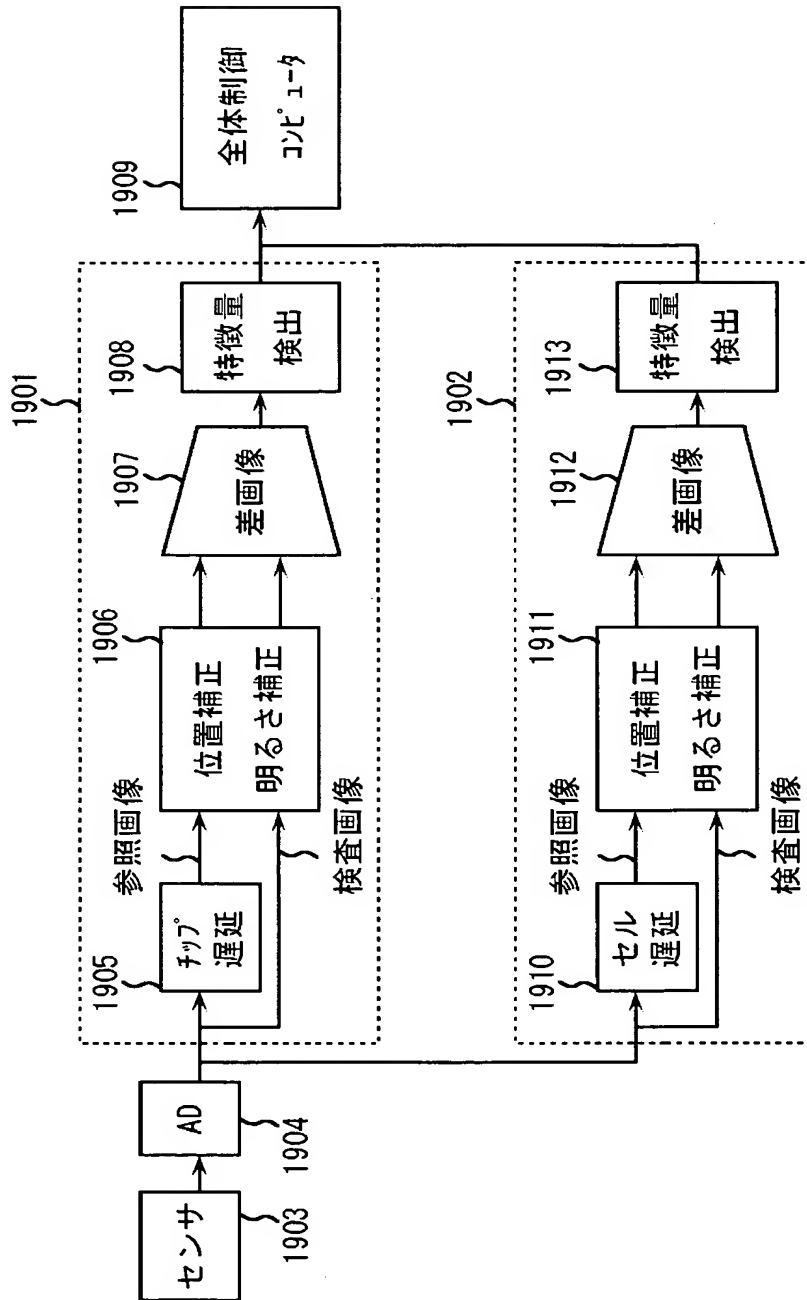 センサ
1903
AD
1904
1901
1905
チップ
遅延
参照画像
検査画像
1906
位置補正
明るさ補正
1907
差画像
1908
特徴量
検出
1909
全体制御
コンピュータ
1902
1910
セル
遅延
参照画像
検査画像
1911
位置補正
明るさ補正
1912
差画像
1913
特徴量
検出